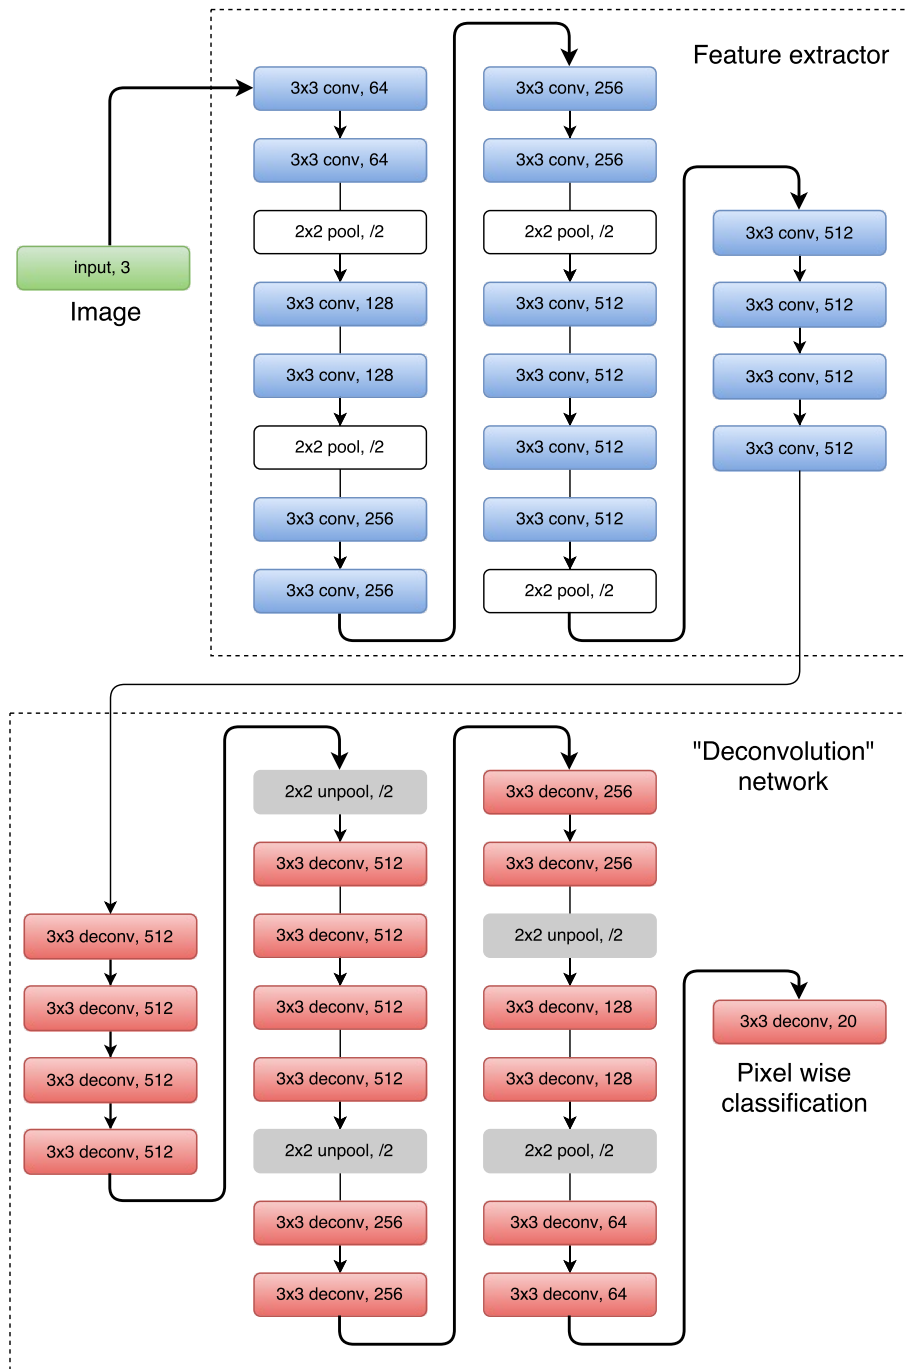 Feature extractor
input, 3
Image
3x3 conv, 64
3x3 conv, 64
2x2 pool, /2
3x3 conv, 128
3x3 conv, 128
2x2 pool, /2
3x3 conv, 256
3x3 conv, 256
3x3 conv, 256
3x3 conv, 256
2x2 pool, /2
3x3 conv, 512
3x3 conv, 512
3x3 conv, 512
3x3 conv, 512
2x2 pool, /2
3x3 conv, 512
3x3 conv, 512
3x3 conv, 512
3x3 conv, 512
"Deconvolution"
network
3x3 deconv, 512
3x3 deconv, 512
3x3 deconv, 512
3x3 deconv, 512
2x2 unpool, /2
3x3 deconv, 512
3x3 deconv, 512
3x3 deconv, 512
3x3 deconv, 512
2x2 unpool, /2
3x3 deconv, 256
3x3 deconv, 256
3x3 deconv, 256
3x3 deconv, 256
2x2 unpool, /2
3x3 deconv, 128
3x3 deconv, 128
2x2 pool, /2
3x3 deconv, 64
3x3 deconv, 64
3x3 deconv, 20
Pixel wise
classification